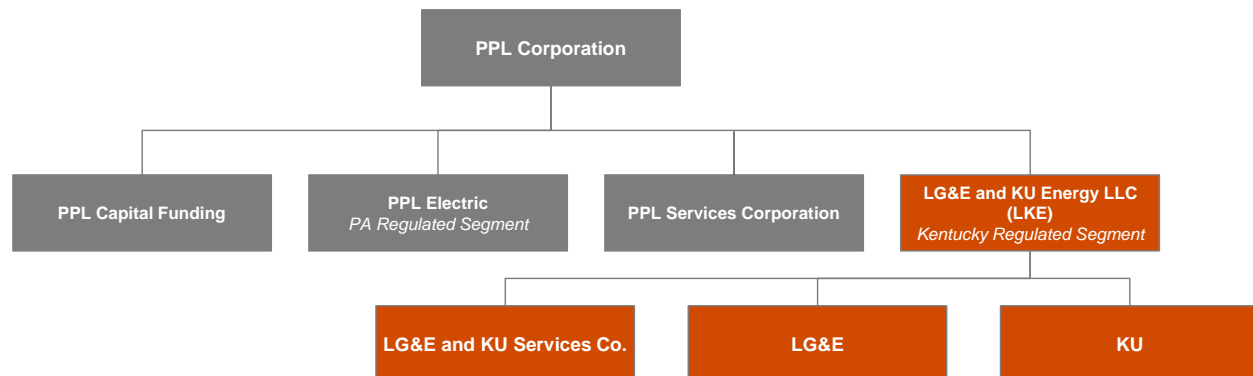 PPL Corporation
PPL Capital Funding
PPL Electric
PA Regulated Segment
PPL Services Corporation
LG&E and KU Energy LLC
(LKE)
Kentucky Regulated Segment
LG&E and KU Services Co.
LG&E
KU